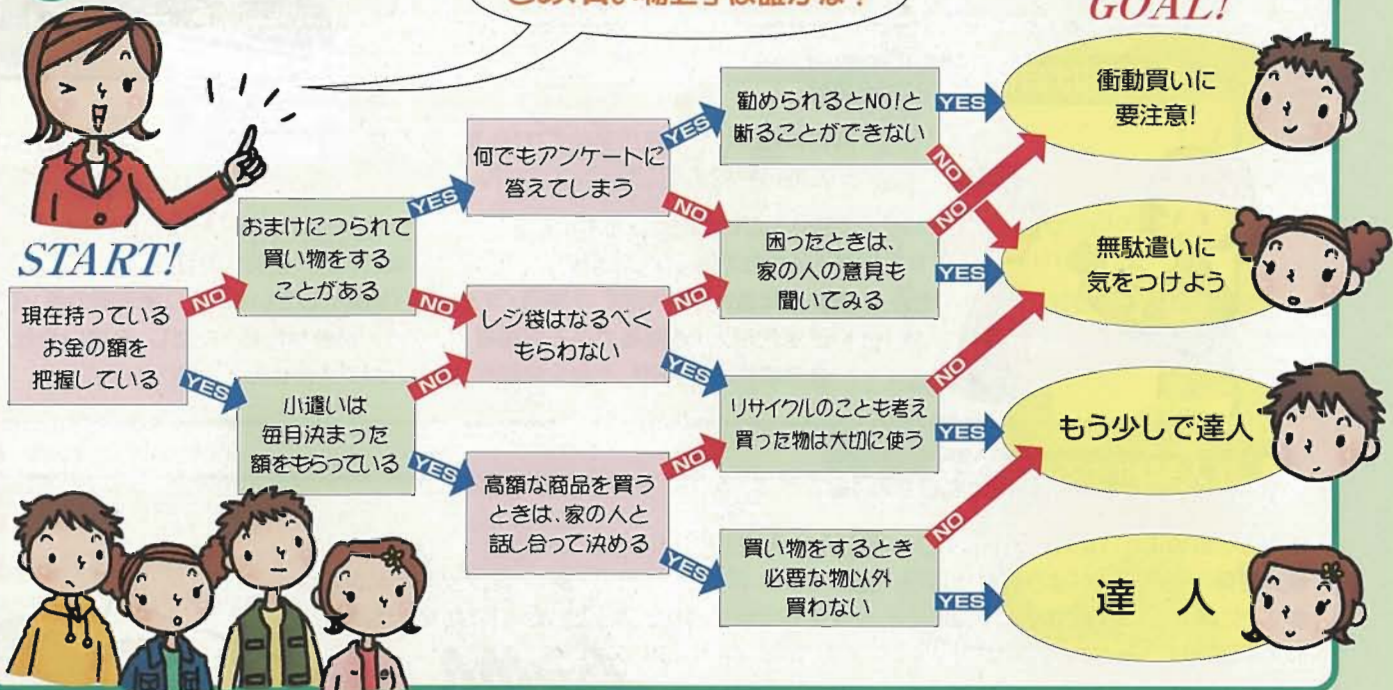 買い物上手は誰かな?
GOAL!
START!
現在持っている
お金の額を
把握している
NO
YES
おまけにつられて
買い物をする
ことがある
YES
NO
小遣いは
毎月決まった
額をもらっている
NO
YES
何でもアンケートに
答えてしまう
YES
NO
レジ袋はなるべく
もらわない
NO
YES
高額な商品を買う
ときは、家の人と
話し合って決める
NO
YES
勧められるとNO!と
断ることができない
YES
NO
困ったときは、
家の人の意見も
聞いてみる
NO
YES
リサイクルのことも考え
買った物は大切に使う
NO
YES
買い物をするとき
必要な物以外
買わない
NO
YES
衝動買いに
要注意!
無駄遣いに
気をつけよう
もう少しで達人
達 人